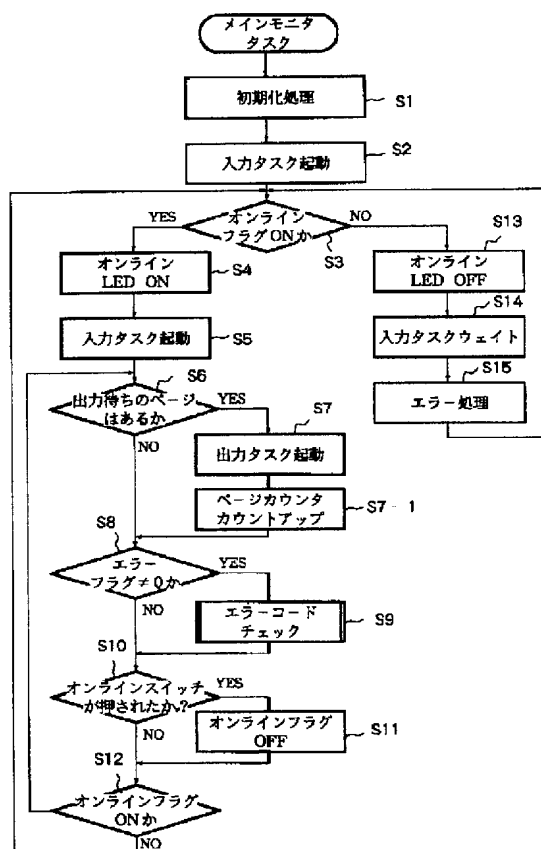 メインモニタ
タスク
初期化処理
S1
入力タスク起動
S2
YES
オンライン
フラグONか
NO
S3
オンライン
LED ON
S4
S13
オンライン
LED OFF
入力タスク起動
S5
S14
入力タスクウェイト
S6
出力待ちのページ
はあるか
YES
NO
S15
エラー処理
S7
出力タスク起動
ページカウンタ
カウントアップ
S7-1
S8
エラー
フラグ≠0か
YES
NO
エラーコード
チェック
S9
S10
オンラインスイッチ
が押されたか?
YES
NO
オンラインフラグ
OFF
S11
S12
オンラインフラグ
ONか
NO